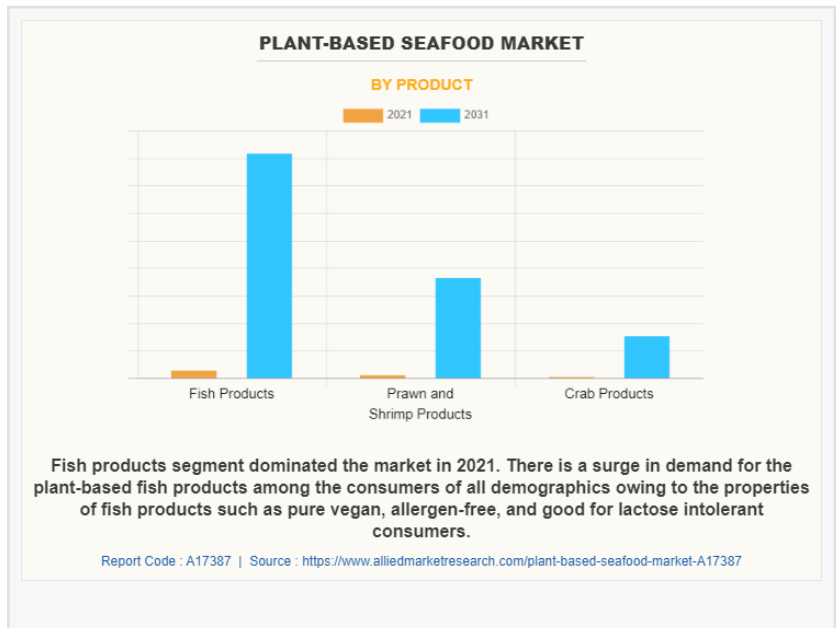 PLANT-BASED SEAFOOD MARKET
BY PRODUCT
2021 2031
Fish Products
Prawn and
Shrimp Products
Crab Products
Fish products segment dominated the market in 2021. There is a surge in demand for the
plant-based fish products among the consumers of all demographics owing to the properties
of fish products such as pure vegan, allergen-free, and good for lactose intolerant
consumers.
Report Code : A17387 | Source : https://www.alliedmarketresearch.com/plant-based-seafood-market-A17387